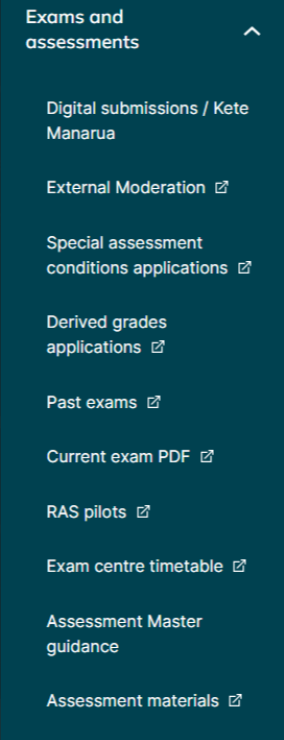 Exams and
assessments
Digital submissions / Kete
Manarua
External Moderation
Special assessment
conditions applications
Derived grades
applications
Past exams
Current exam PDF
RAS pilots
Exam centre timetable
Assessment Master
guidance
Assessment materials